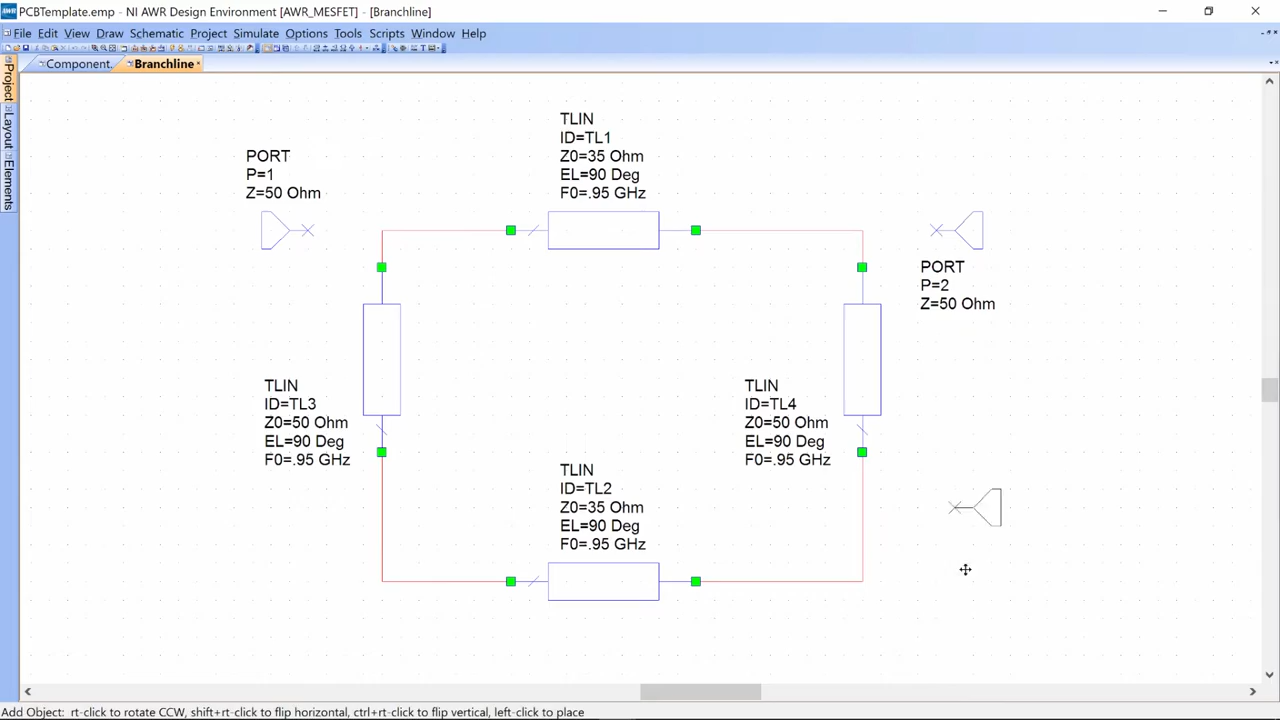 PCBTemplate.emp - NI AWR Design Environment [AWR_MESFET] - [Branchline]
File Edit View Draw Schematic Project Simulate Options Tools Scripts Window Help
Component.
Branchline
Project
Layout
Elements
TLIN
ID=TL1
Z0=35 Ohm
EL=90 Deg
F0=.95 GHz
PORT
P=1
Z=50 Ohm
PORT
P=2
Z=50 Ohm
TLIN
ID=TL3
Z0=50 Ohm
EL=90 Deg
F0=.95 GHz
TLIN
ID=TL4
Z0=50 Ohm
EL=90 Deg
F0=.95 GHz
TLIN
ID=TL2
Z0=35 Ohm
EL=90 Deg
F0=.95 GHz
Add Object: rt-click to rotate CCW, shift+rt-click to flip horizontal, ctrl+rt-click to flip vertical, left-click to place